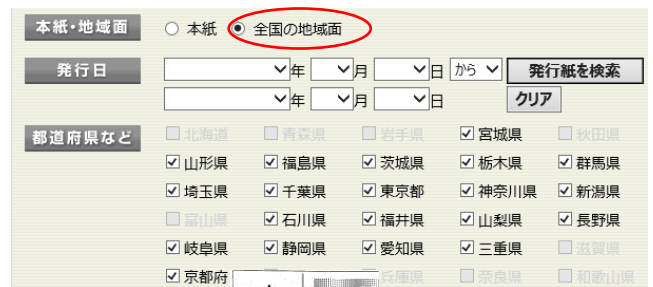 本紙・地域面 本紙 全国の地域面
発行日 年 月 日 から 発行紙を検索
年 月 日 クリア
都道府県など 北海道 青森県 岩手県 宮城県 秋田県
山形県 福島県 茨城県 栃木県 群馬県
埼玉県 千葉県 東京都 神奈川県 新潟県
富山県 石川県 福井県 山梨県 長野県
岐阜県 静岡県 愛知県 三重県 滋賀県
京都府 兵庫県 奈良県 和歌山県